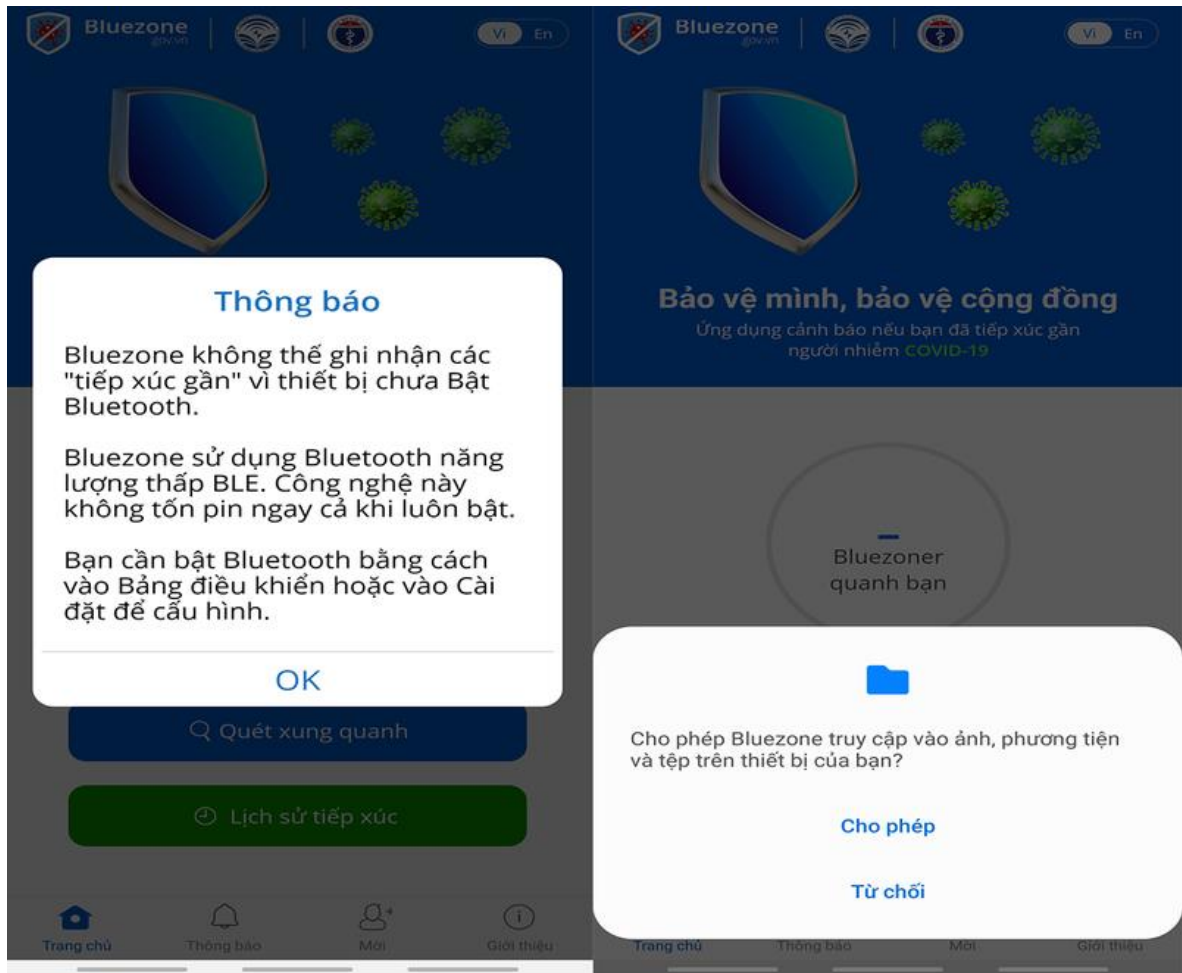 Bluezone
gov.vn
Vi En
Thông báo
Bluezone không thể ghi nhận các
"tiếp xúc gần" vì thiết bị chưa Bật
Bluetooth.
Bluezone sử dụng Bluetooth năng
lượng thấp BLE. Công nghệ này
không tốn pin ngay cả khi luôn bật.
Bạn cần bật Bluetooth bằng cách
vào Bảng điều khiển hoặc vào Cài
đặt để cấu hình.
OK
Quét xung quanh
Lịch sử tiếp xúc
Trang chủ Thông báo Mời Giới thiệu
Bluezone
gov.vn
Vi En
Bảo vệ mình, bảo vệ cộng đồng
Ứng dụng cảnh báo nếu bạn đã tiếp xúc gần
người nhiễm COVID-19
Bluezoner
quanh bạn
Cho phép Bluezone truy cập vào ảnh, phương tiện
và tệp trên thiết bị của bạn?
Cho phép
Từ chối
Trang chủ Thông báo Mời Giới thiệu